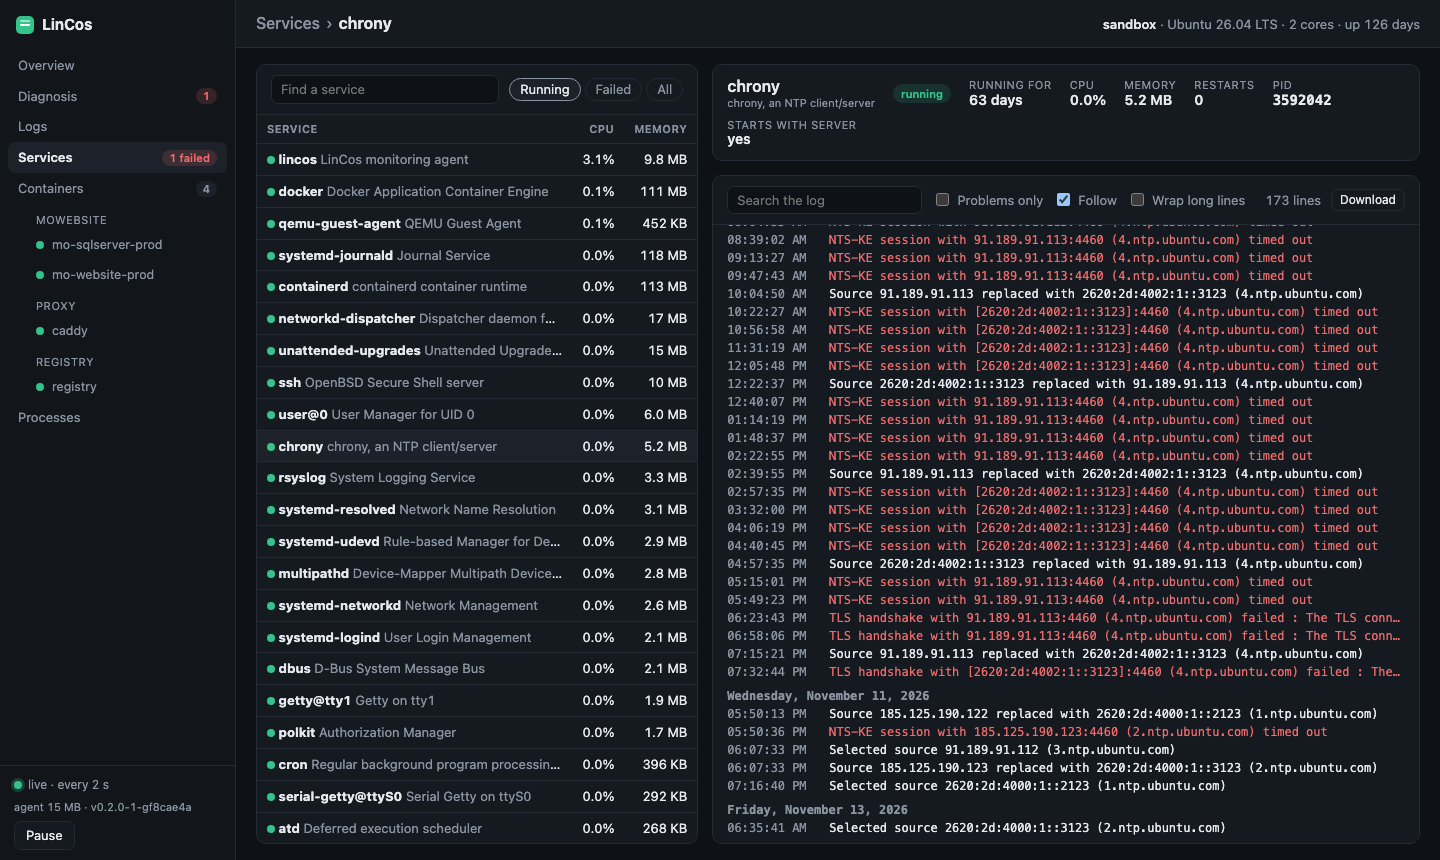 LinCos
Overview
Diagnosis 1
Logs
Services 1 failed
Containers 4
MOWEBSITE
mo-sqlserver-prod
mo-website-prod
PROXY
caddy
REGISTRY
registry
Processes
live · every 2 s
agent 15 MB · v0.2.0-1-gf8cae4a
Pause
Services › chrony
sandbox · Ubuntu 26.04 LTS · 2 cores · up 126 days
Find a service Running Failed All
SERVICE CPU MEMORY
lincos LinCos monitoring agent 3.1% 9.8 MB
docker Docker Application Container Engine 0.1% 111 MB
qemu-guest-agent QEMU Guest Agent 0.1% 452 KB
systemd-journald Journal Service 0.0% 118 MB
containerd containerd container runtime 0.0% 113 MB
networkd-dispatcher Dispatcher daemon f… 0.0% 17 MB
unattended-upgrades Unattended Upgrade… 0.0% 15 MB
ssh OpenBSD Secure Shell server 0.0% 10 MB
user@0 User Manager for UID 0 0.0% 6.0 MB
chrony chrony, an NTP client/server 0.0% 5.2 MB
rsyslog System Logging Service 0.0% 3.3 MB
systemd-resolved Network Name Resolution 0.0% 3.1 MB
systemd-udevd Rule-based Manager for De… 0.0% 2.9 MB
multipathd Device-Mapper Multipath Device… 0.0% 2.8 MB
systemd-networkd Network Management 0.0% 2.6 MB
systemd-logind User Login Management 0.0% 2.1 MB
dbus D-Bus System Message Bus 0.0% 2.1 MB
getty@tty1 Getty on tty1 0.0% 1.9 MB
polkit Authorization Manager 0.0% 1.7 MB
cron Regular background program processin… 0.0% 396 KB
serial-getty@ttyS0 Serial Getty on ttyS0 0.0% 292 KB
atd Deferred execution scheduler 0.0% 268 KB
chrony
chrony, an NTP client/server
running
RUNNING FOR CPU MEMORY RESTARTS PID
63 days 0.0% 5.2 MB 0 3592042
STARTS WITH SERVER
yes
Search the log Problems only Follow Wrap long lines 173 lines Download
08:39:02 AM NTS-KE session with 91.189.91.113:4460 (4.ntp.ubuntu.com) timed out
09:13:27 AM NTS-KE session with 91.189.91.113:4460 (4.ntp.ubuntu.com) timed out
09:47:43 AM NTS-KE session with 91.189.91.113:4460 (4.ntp.ubuntu.com) timed out
10:04:50 AM Source 91.189.91.113 replaced with 2620:2d:4002:1::3123 (4.ntp.ubuntu.com)
10:22:27 AM NTS-KE session with [2620:2d:4002:1::3123]:4460 (4.ntp.ubuntu.com) timed out
10:56:58 AM NTS-KE session with [2620:2d:4002:1::3123]:4460 (4.ntp.ubuntu.com) timed out
11:31:19 AM NTS-KE session with [2620:2d:4002:1::3123]:4460 (4.ntp.ubuntu.com) timed out
12:05:48 PM NTS-KE session with [2620:2d:4002:1::3123]:4460 (4.ntp.ubuntu.com) timed out
12:22:37 PM Source 2620:2d:4002:1::3123 replaced with 91.189.91.113 (4.ntp.ubuntu.com)
12:40:07 PM NTS-KE session with 91.189.91.113:4460 (4.ntp.ubuntu.com) timed out
01:14:19 PM NTS-KE session with 91.189.91.113:4460 (4.ntp.ubuntu.com) timed out
01:48:37 PM NTS-KE session with 91.189.91.113:4460 (4.ntp.ubuntu.com) timed out
02:22:55 PM NTS-KE session with 91.189.91.113:4460 (4.ntp.ubuntu.com) timed out
02:39:55 PM Source 91.189.91.113 replaced with 2620:2d:4002:1::3123 (4.ntp.ubuntu.com)
02:57:35 PM NTS-KE session with [2620:2d:4002:1::3123]:4460 (4.ntp.ubuntu.com) timed out
03:32:00 PM NTS-KE session with [2620:2d:4002:1::3123]:4460 (4.ntp.ubuntu.com) timed out
04:06:19 PM NTS-KE session with [2620:2d:4002:1::3123]:4460 (4.ntp.ubuntu.com) timed out
04:40:45 PM NTS-KE session with [2620:2d:4002:1::3123]:4460 (4.ntp.ubuntu.com) timed out
04:57:35 PM Source 2620:2d:4002:1::3123 replaced with 91.189.91.113 (4.ntp.ubuntu.com)
05:15:01 PM NTS-KE session with 91.189.91.113:4460 (4.ntp.ubuntu.com) timed out
05:49:23 PM NTS-KE session with 91.189.91.113:4460 (4.ntp.ubuntu.com) timed out
06:23:43 PM TLS handshake with 91.189.91.113:4460 (4.ntp.ubuntu.com) failed : The TLS conn…
06:58:06 PM TLS handshake with 91.189.91.113:4460 (4.ntp.ubuntu.com) failed : The TLS conn…
07:15:21 PM Source 91.189.91.113 replaced with 2620:2d:4002:1::3123 (4.ntp.ubuntu.com)
07:32:44 PM TLS handshake with [2620:2d:4002:1::3123]:4460 (4.ntp.ubuntu.com) failed : The…
Wednesday, November 11, 2026
05:50:13 PM Source 185.125.190.122 replaced with 2620:2d:4000:1::2123 (1.ntp.ubuntu.com)
05:50:36 PM NTS-KE session with 185.125.190.123:4460 (2.ntp.ubuntu.com) timed out
06:07:33 PM Selected source 91.189.91.112 (3.ntp.ubuntu.com)
06:07:33 PM Source 185.125.190.123 replaced with 2620:2d:4000:1::3123 (2.ntp.ubuntu.com)
07:16:40 PM Selected source 2620:2d:4000:1::2123 (1.ntp.ubuntu.com)
Friday, November 13, 2026
06:35:41 AM Selected source 2620:2d:4000:1::3123 (2.ntp.ubuntu.com)